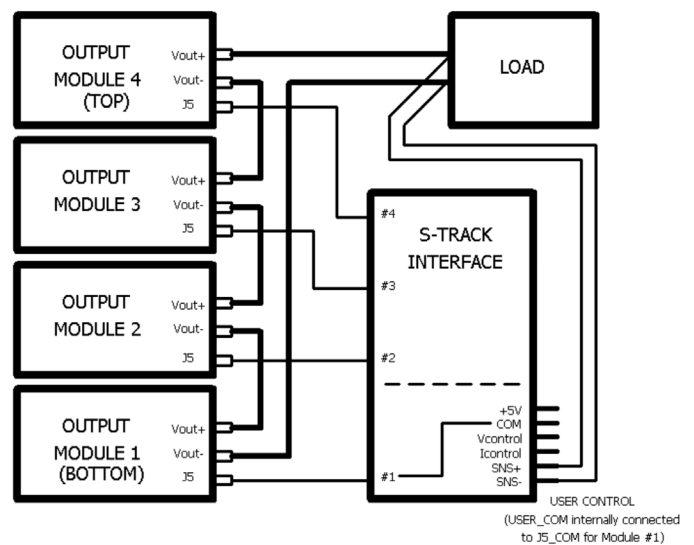 OUTPUT
MODULE 4
(TOP)
Vout+
Vout-
J5
LOAD
OUTPUT
MODULE 3
Vout+
Vout-
J5
OUTPUT
MODULE 2
Vout+
Vout-
J5
OUTPUT
MODULE 1
(BOTTOM)
Vout+
Vout-
J5
S-TRACK
INTERFACE
#4
#3
#2
#1
+5V
COM
Vcontrol
Icontrol
SNS+
SNS-
USER CONTROL
(USER_COM internally connected
to J5_COM for Module #1)